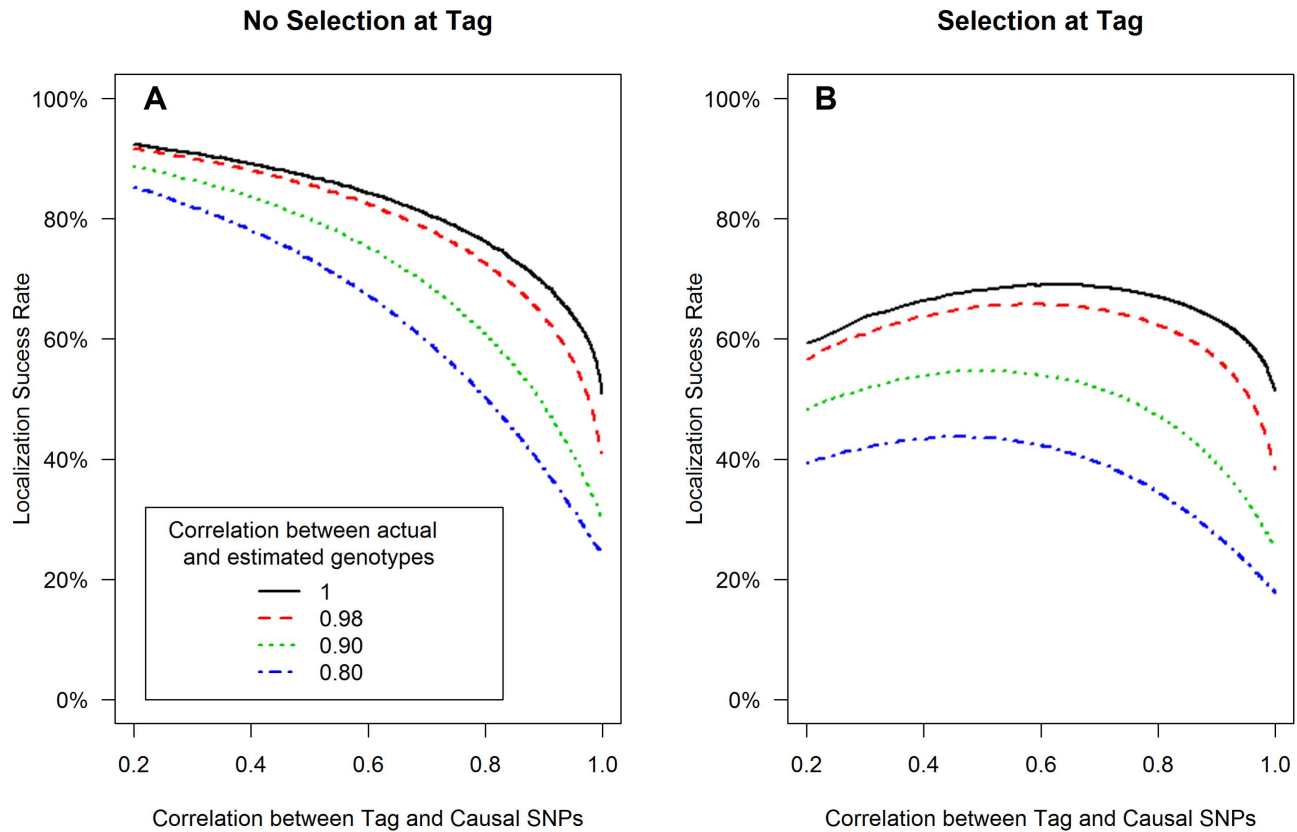 No Selection at Tag
A
100%
80%
60%
40%
20%
0%
Localization Sucess Rate
Correlation between actual
and estimated genotypes
1
0.98
0.90
0.80
0.2 0.4 0.6 0.8 1.0
Correlation between Tag and Causal SNPs
Selection at Tag
B
100%
80%
60%
40%
20%
0%
Localization Sucess Rate
0.2 0.4 0.6 0.8 1.0
Correlation between Tag and Causal SNPs